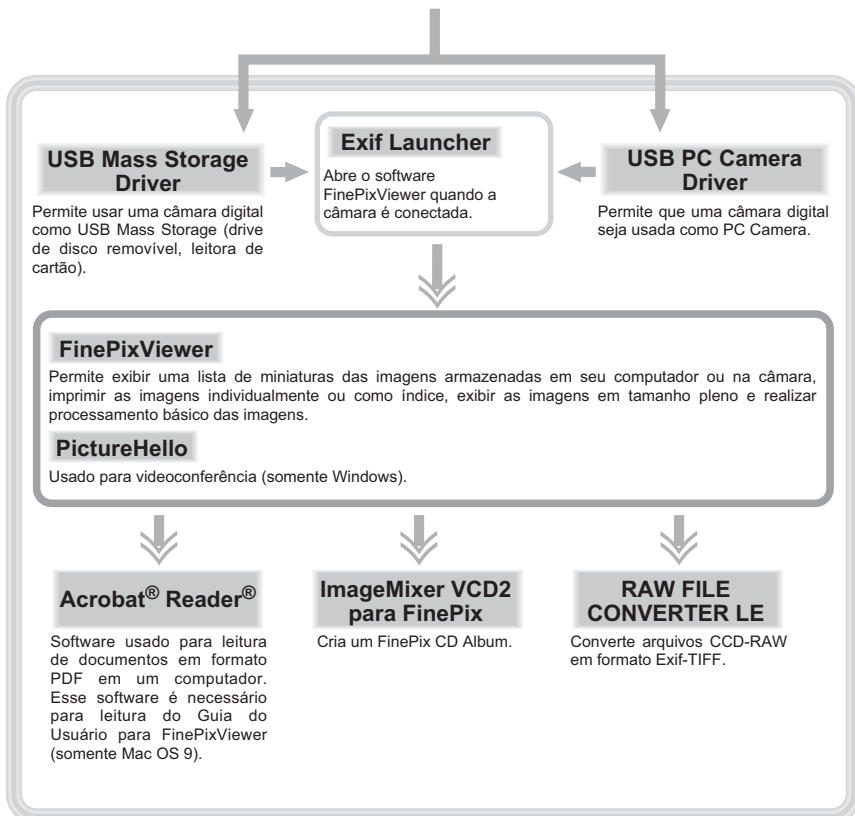 USB Mass Storage
Driver
Permite usar uma câmara digital
como USB Mass Storage (drive
de disco removível, leitora de
cartão).
Exif Launcher
Abre o software
FinePixViewer quando a
câmara é conectada.
USB PC Camera
Driver
Permite que uma câmara digital
seja usada como PC Camera.
FinePixViewer
Permite exibir uma lista de miniaturas das imagens armazenadas em seu computador ou na câmara,
imprimir as imagens individualmente ou como índice, exibir as imagens em tamanho pleno e realizar
processamento básico das imagens.
PictureHello
Usado para videoconferência (somente Windows).
Acrobat® Reader®
Software usado para leitura
de documentos em formato
PDF em um computador.
Esse software é necessário
para leitura do Guia do
Usuário para FinePixViewer
(somente Mac OS 9).
ImageMixer VCD2
para FinePix
Cria um FinePix CD Album.
RAW FILE
CONVERTER LE
Converte arquivos CCD-RAW
em formato Exif-TIFF.